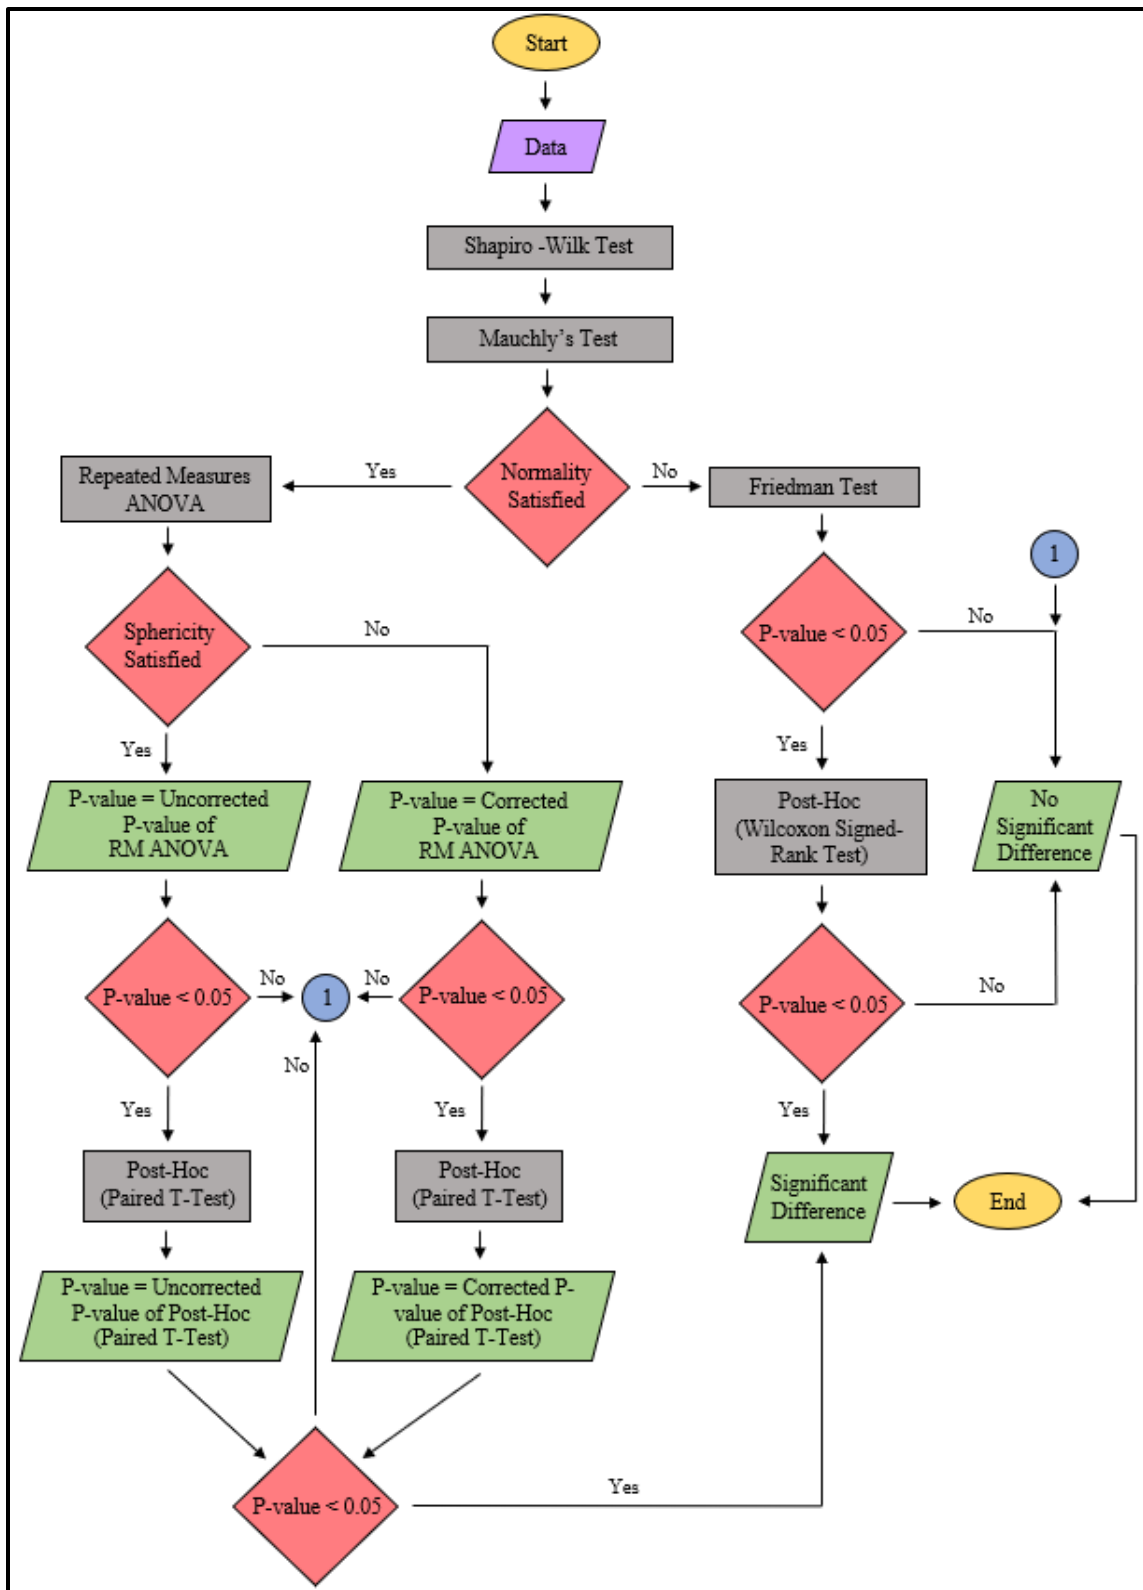 Start
Data
Shapiro -Wilk Test
Mauchly's Test
Normality
Satisfied
Yes
No
Repeated Measures
ANOVA
Friedman Test
1
Sphericity
Satisfied
No
P-value < 0.05
No
Yes
Yes
P-value = Uncorrected
P-value of
RM ANOVA
P-value = Corrected
P-value of
RM ANOVA
Post-Hoc
(Wilcoxon Signed-
Rank Test)
No
Significant
Difference
P-value < 0.05
No
1
No
P-value < 0.05
P-value < 0.05
No
No
Yes
Yes
Yes
Post-Hoc
(Paired T-Test)
Post-Hoc
(Paired T-Test)
Significant
Difference
End
P-value = Uncorrected
P-value of Post-Hoc
(Paired T-Test)
P-value = Corrected P-
value of Post-Hoc
(Paired T-Test)
P-value < 0.05
Yes